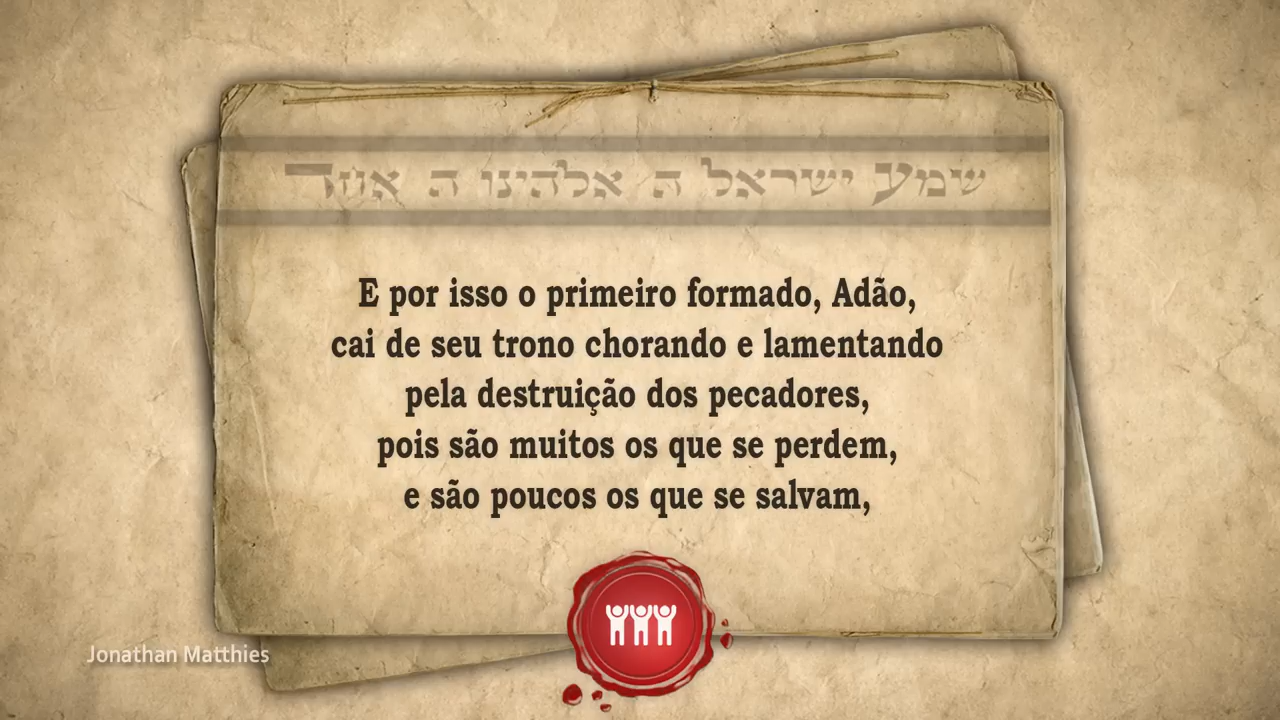 שמע ישראל ה אלהינו ה אחד
E por isso o primeiro formado, Adão,
cai de seu trono chorando e lamentando
pela destruição dos pecadores,
pois são muitos os que se perdem,
e são poucos os que se salvam,
Jonathan Matthies